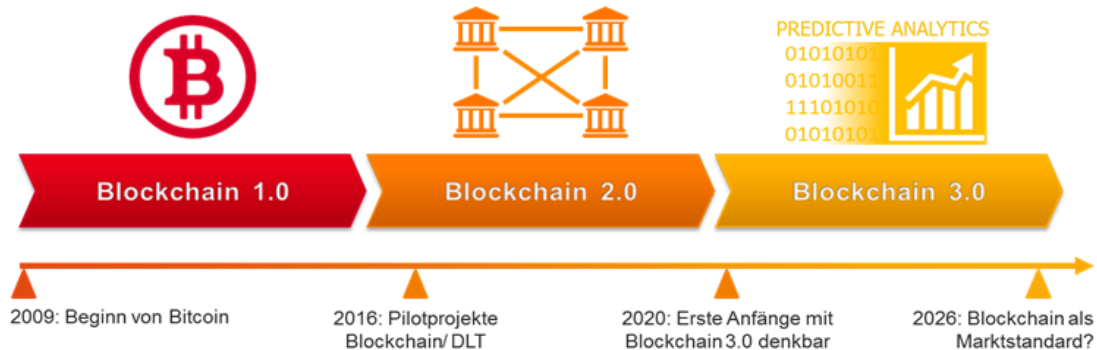 PREDICTIVE ANALYTICS
01010101
01010011
11101010
01010101
Blockchain 1.0
Blockchain 2.0
Blockchain 3.0
2009: Beginn von Bitcoin
2016: Pilotprojekte
Blockchain/ DLT
2020: Erste Anfänge mit
Blockchain 3.0 denkbar
2026: Blockchain als
Marktstandard?